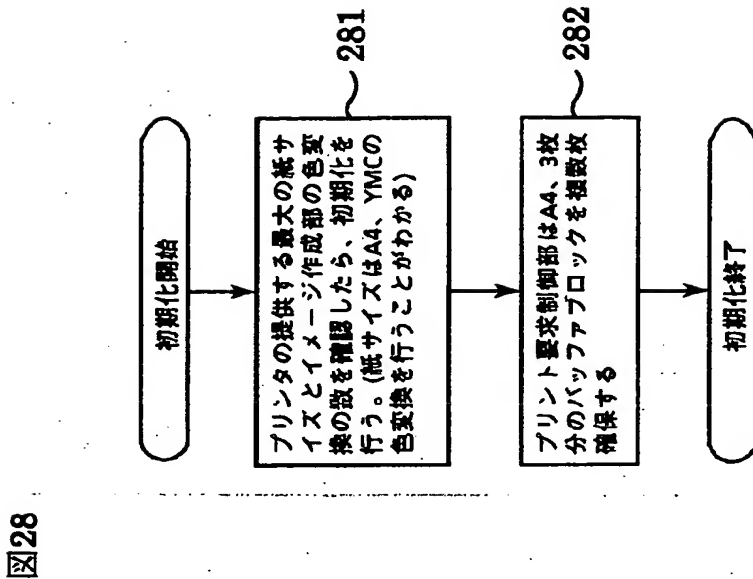 図28
初期化開始
プリンタの提供する最大の紙サ
イズとイメージ作成部の色変
換の数を確認したら、初期化を
行う。(紙サイズはA4、YMCの
色変換を行うことがわかる)
281
プリント要求制御部はA4、3枚
分のバッファブロックを複数枚
確保する
282
初期化終了